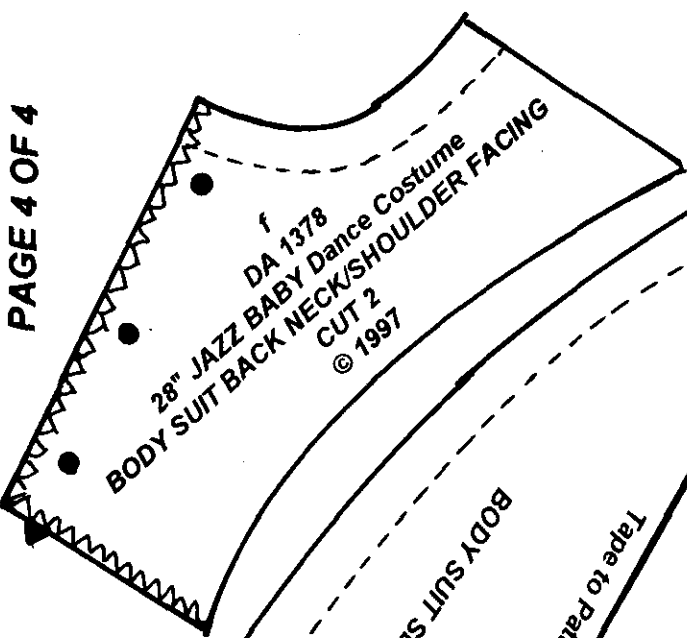 PAGE 4 OF 4
f
DA 1378
28" JAZZ BABY Dance Costume
BODY SUIT BACK NECK/SHOULDER FACING
CUT 2
© 1997
BODY SUIT
Tape to